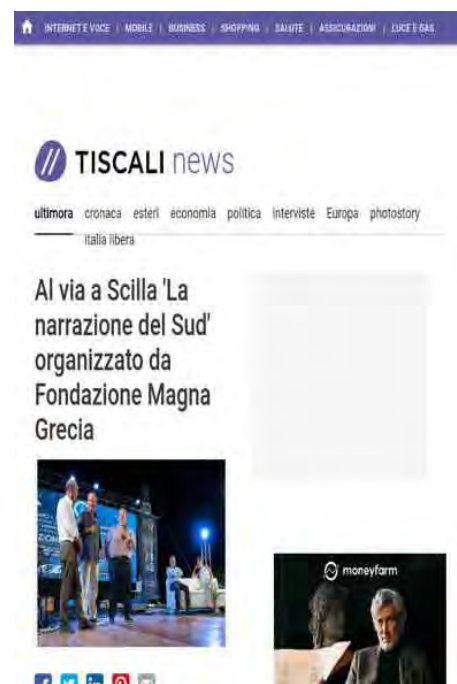 INTERNET E VOCE | MOBILE | BUSINESS | SHOPPING | SALUTE | ASSICURAZIONI | LUCE E GAS
TISCALI news
ultimora cronaca esteri economia politica interviste Europa photostory
italia libera
Al via a Scilla 'La
narrazione del Sud'
organizzato da
Fondazione Magna
Grecia
moneyfarm